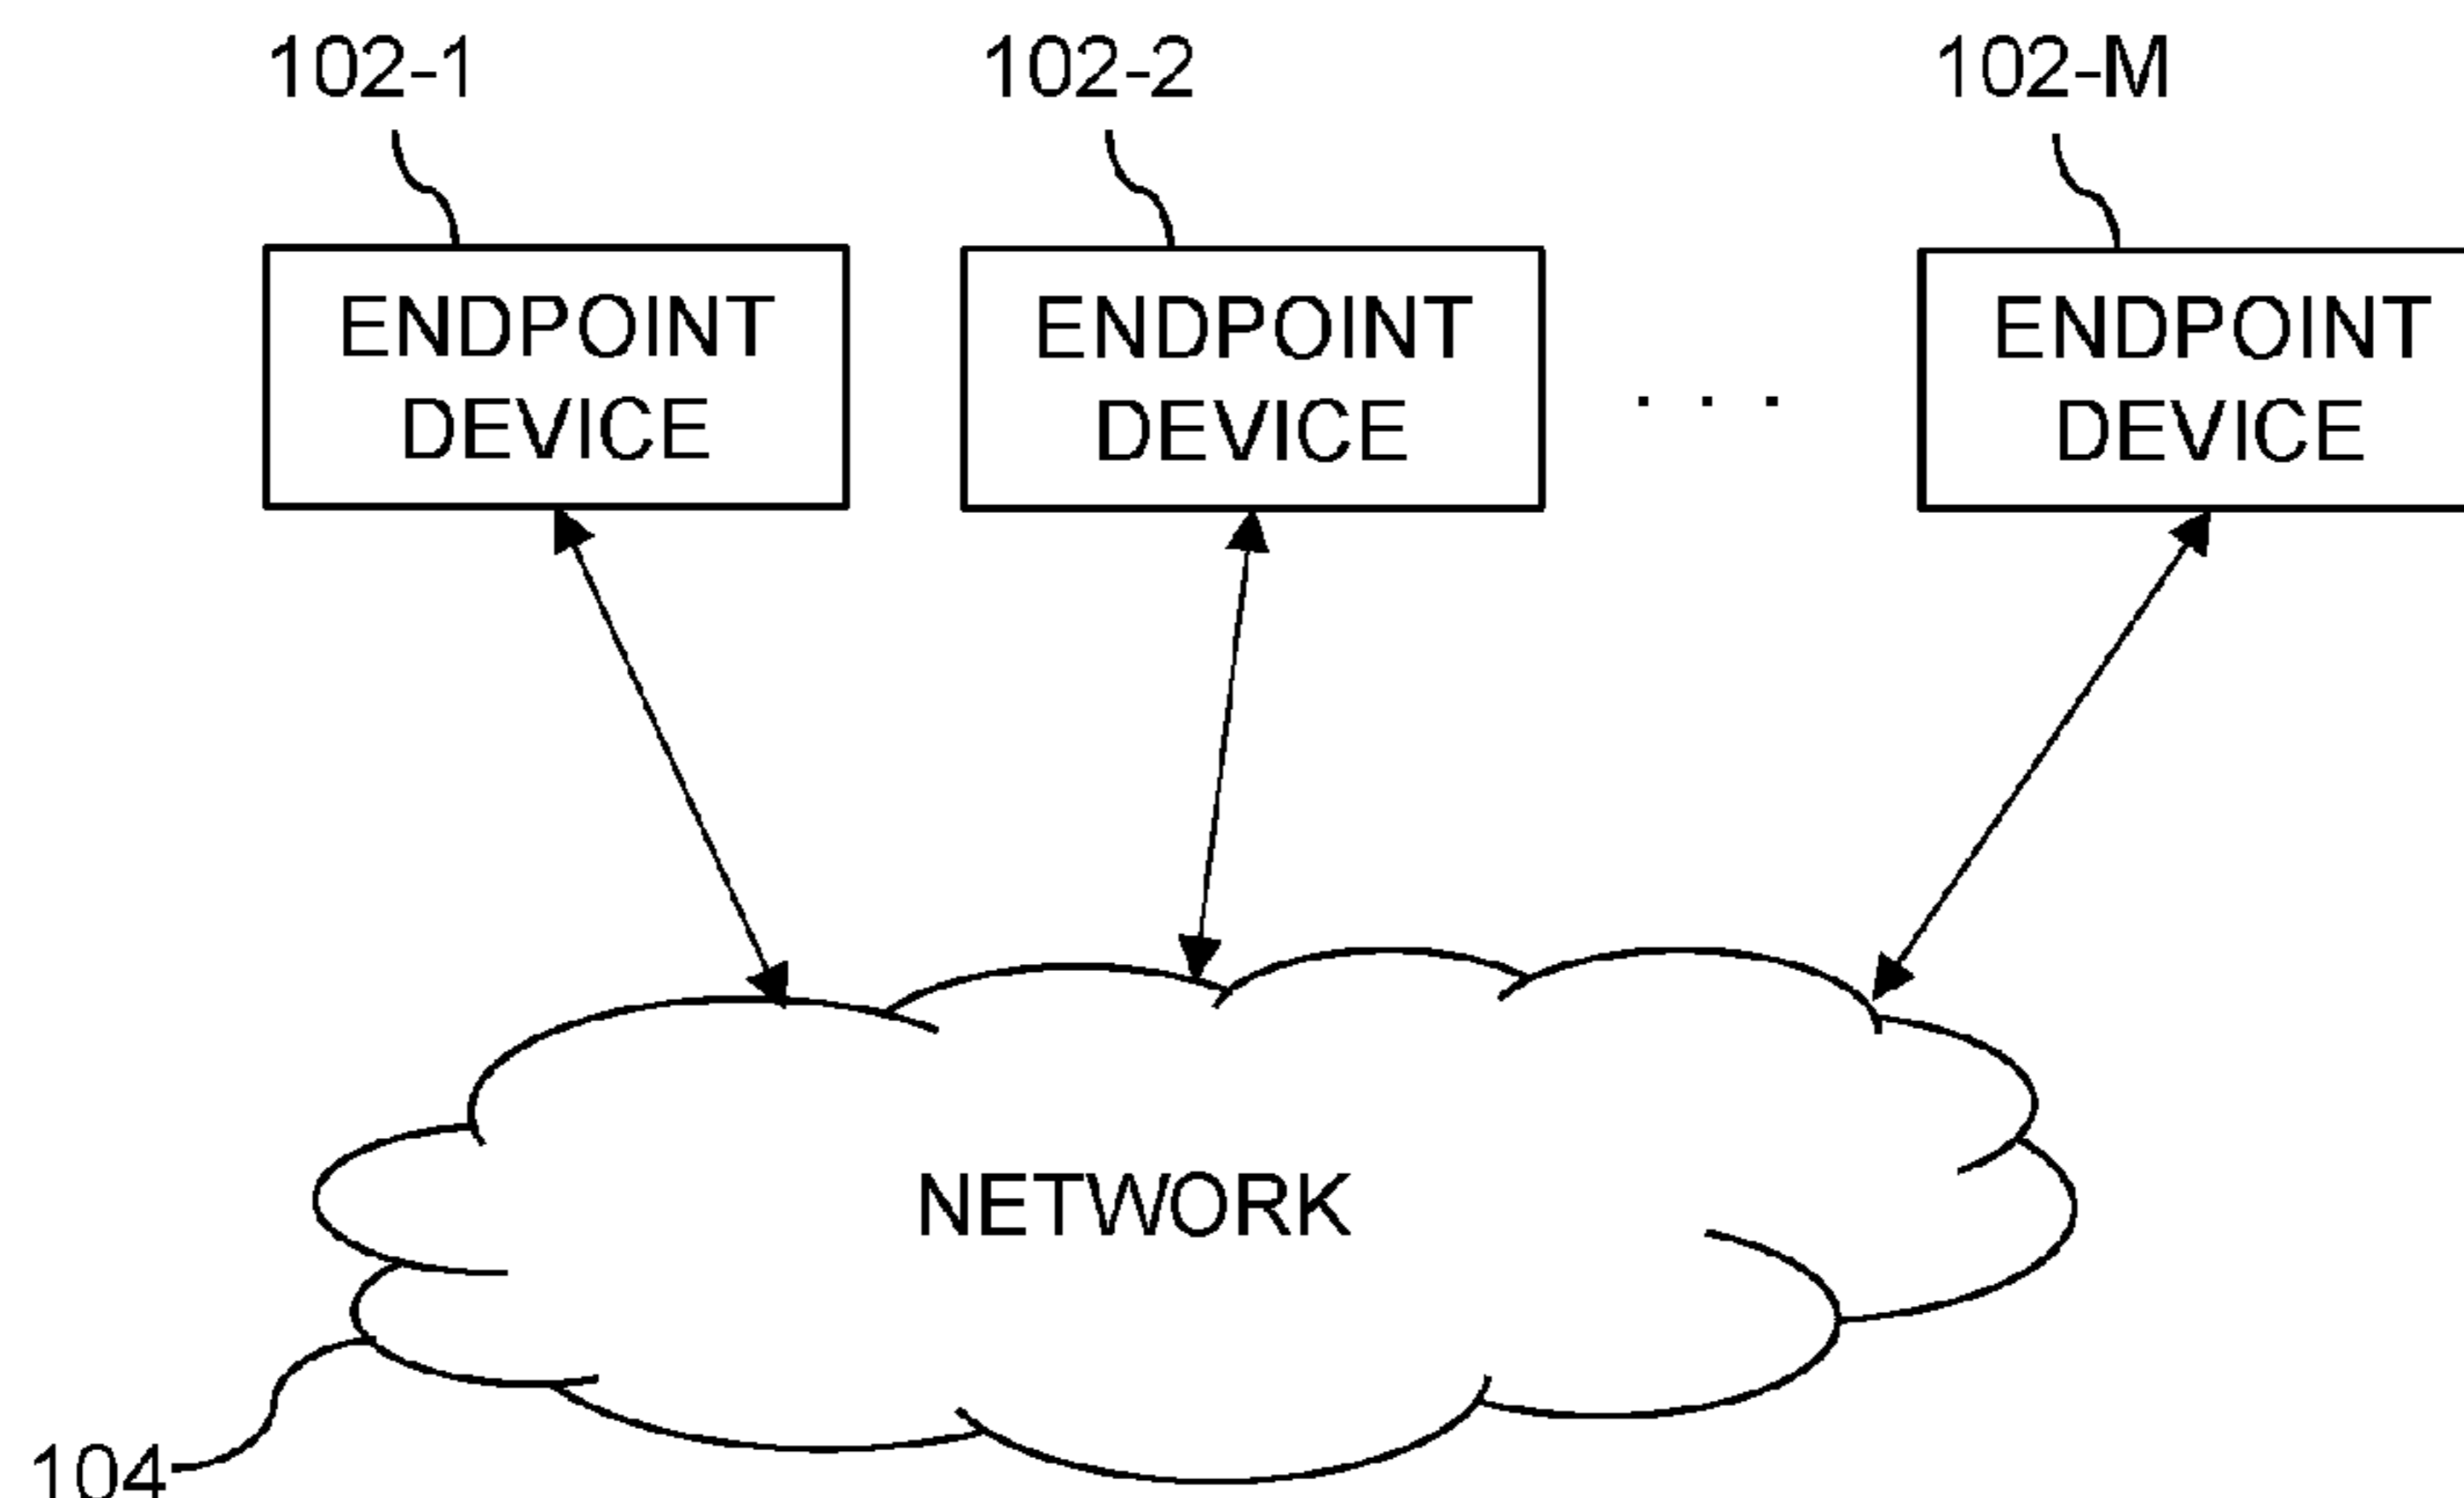 102-1
102-2
102-M
ENDPOINT
DEVICE
ENDPOINT
DEVICE
. . .
ENDPOINT
DEVICE
NETWORK
104